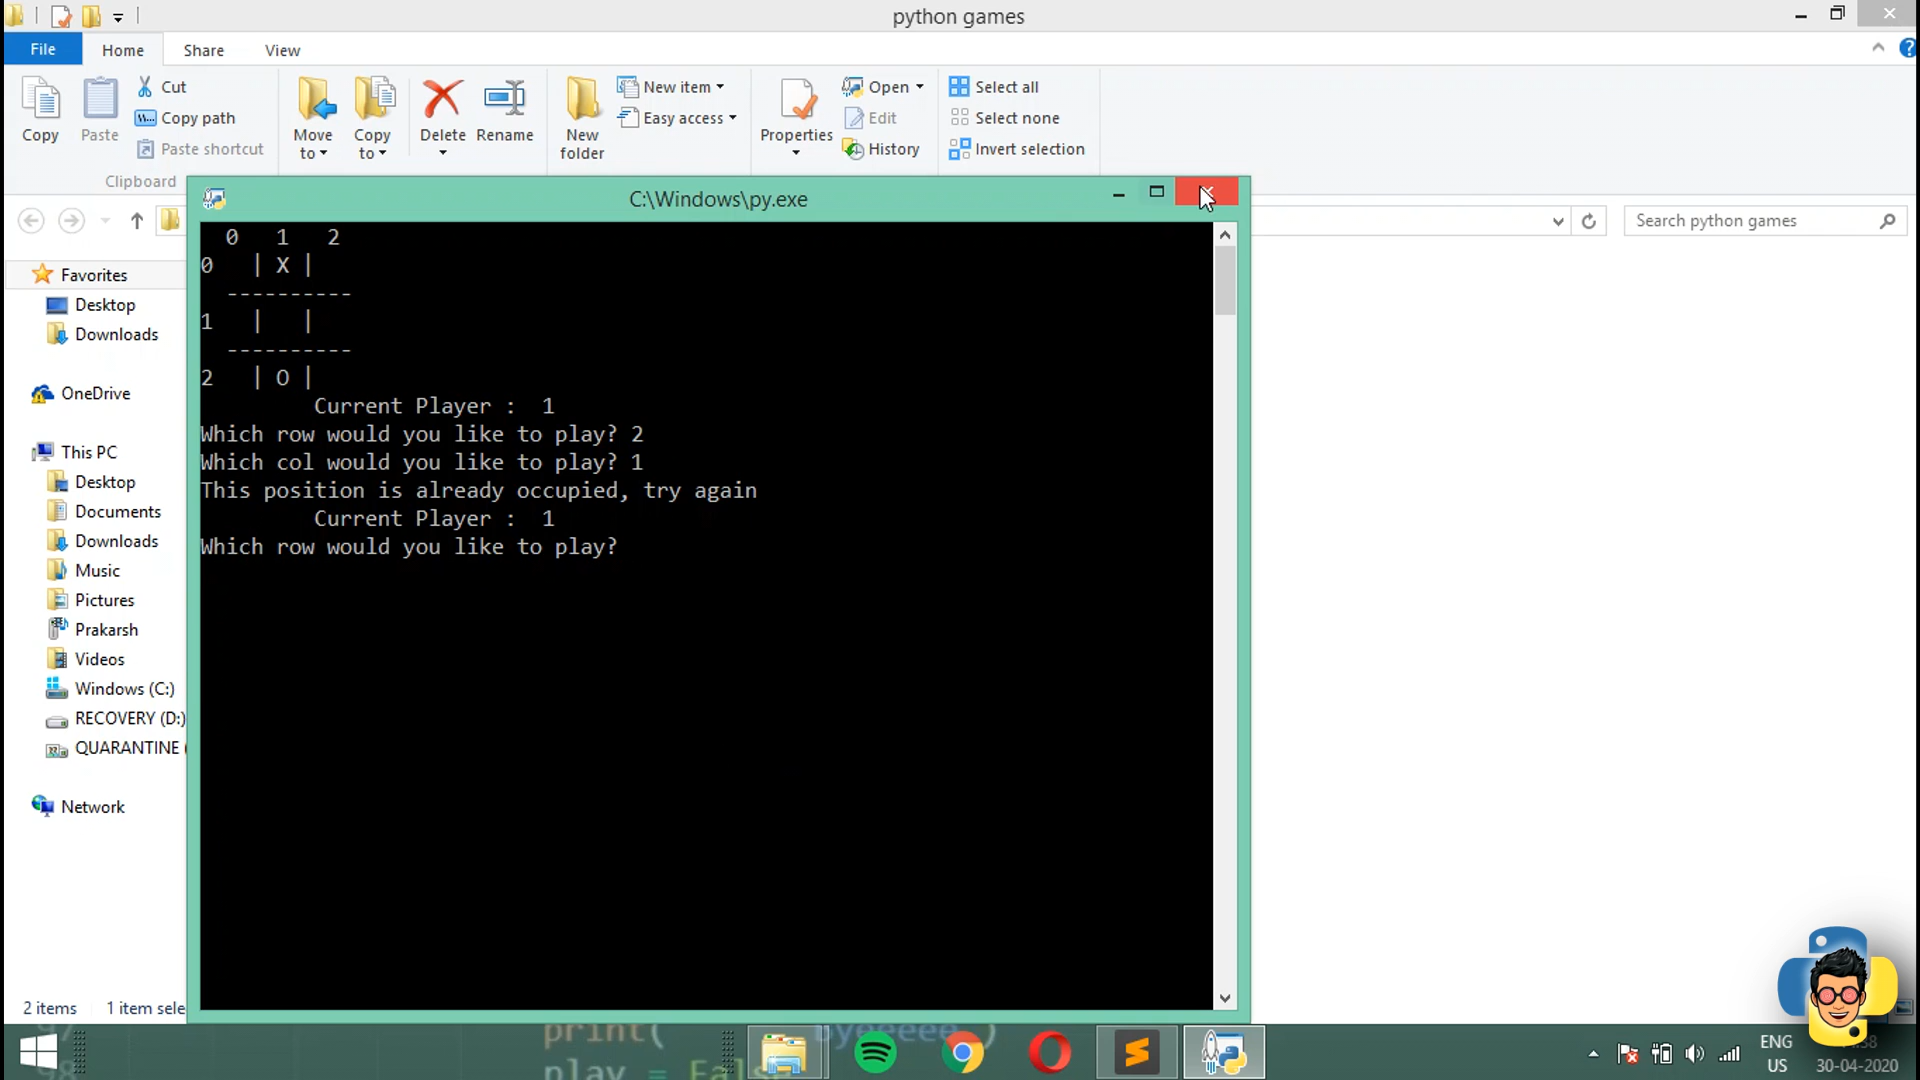 python games
File Home Share View
Copy
Paste
Cut
Copy path
Paste shortcut
Clipboard
Move to
Copy to
Delete
Rename
New folder
New item
Easy access
Properties
Open
Edit
History
Select all
Select none
Invert selection
Search python games
Favorites
Desktop
Downloads
OneDrive
This PC
Desktop
Documents
Downloads
Music
Pictures
Prakarsh
Videos
Windows (C:)
RECOVERY (D:)
QUARANTINE (
Network
2 items 1 item sele
C:\Windows\py.exe
0 1 2
0 | X |
----------
1 | |
----------
2 | O |
Current Player : 1
Which row would you like to play? 2
Which col would you like to play? 1
This position is already occupied, try again
Current Player : 1
Which row would you like to play?
print(
play = Fals
ENG
US
30-04-2020